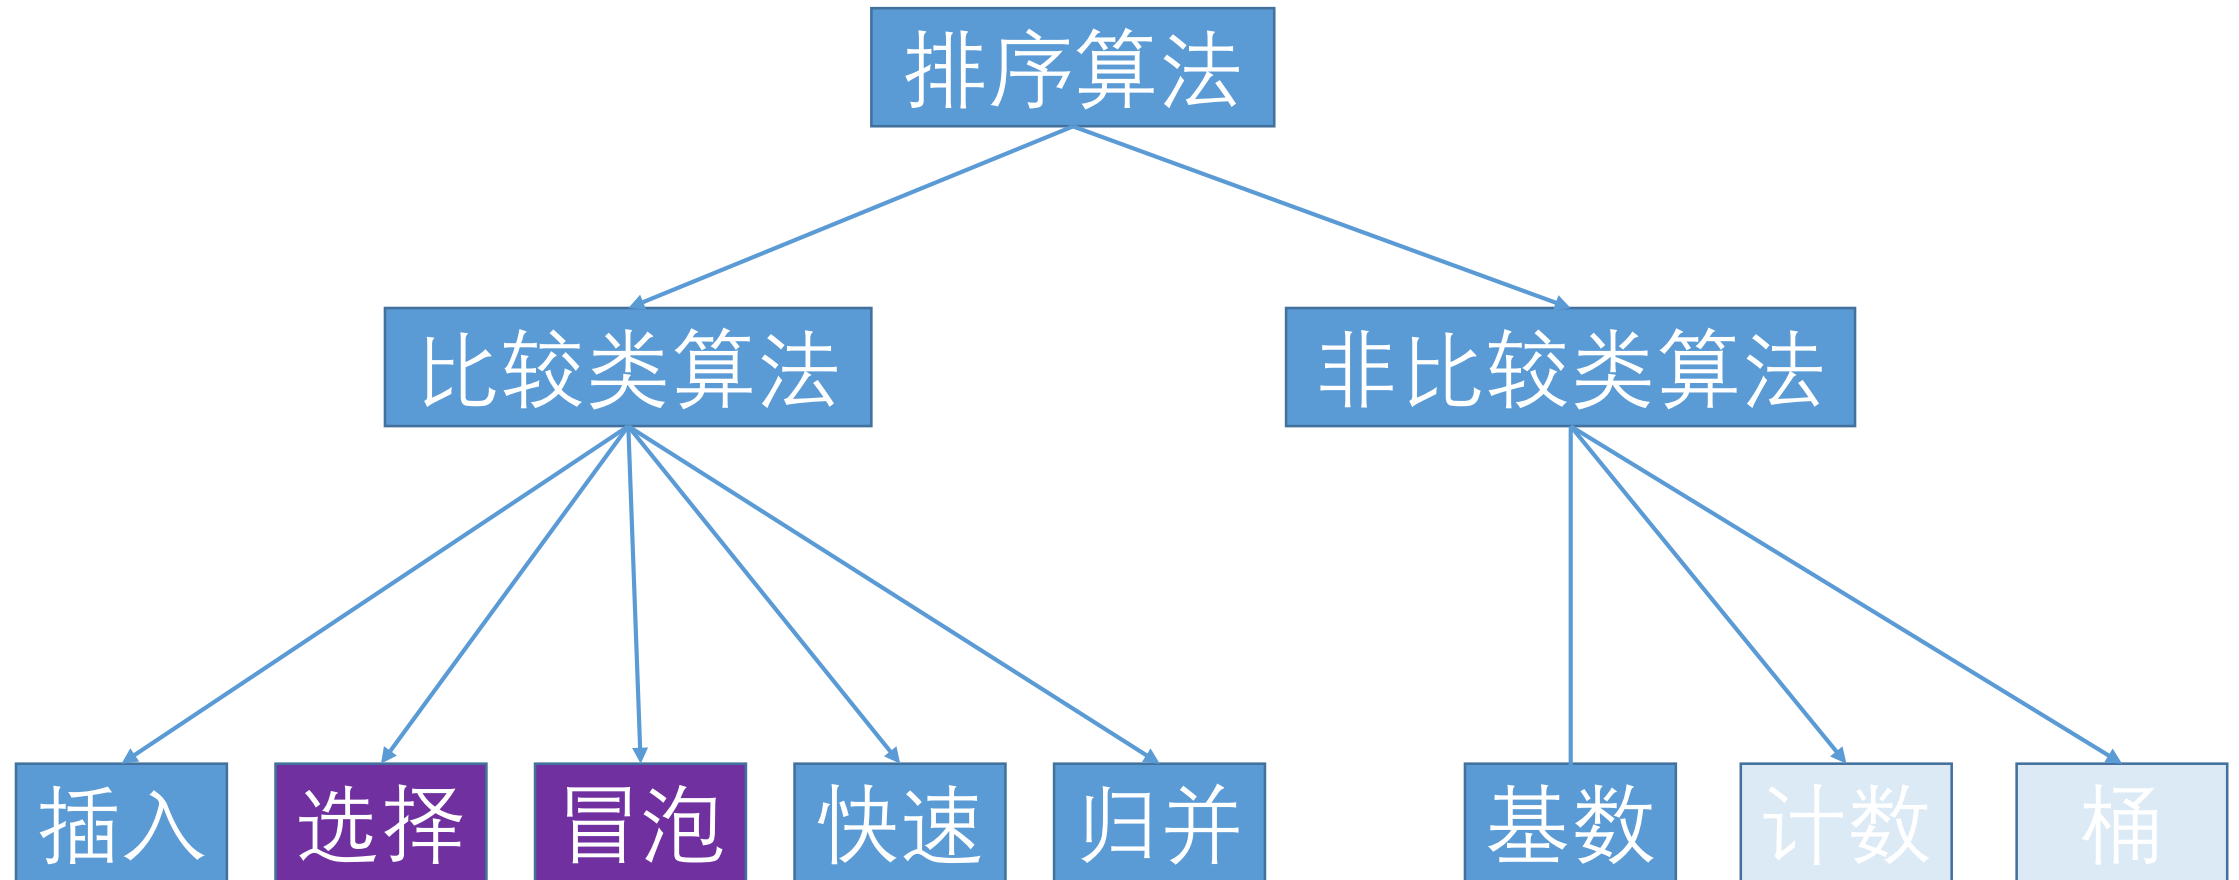 排序算法
比较类算法
非比较类算法
插入
选择
冒泡
快速
归并
基数
计数
桶